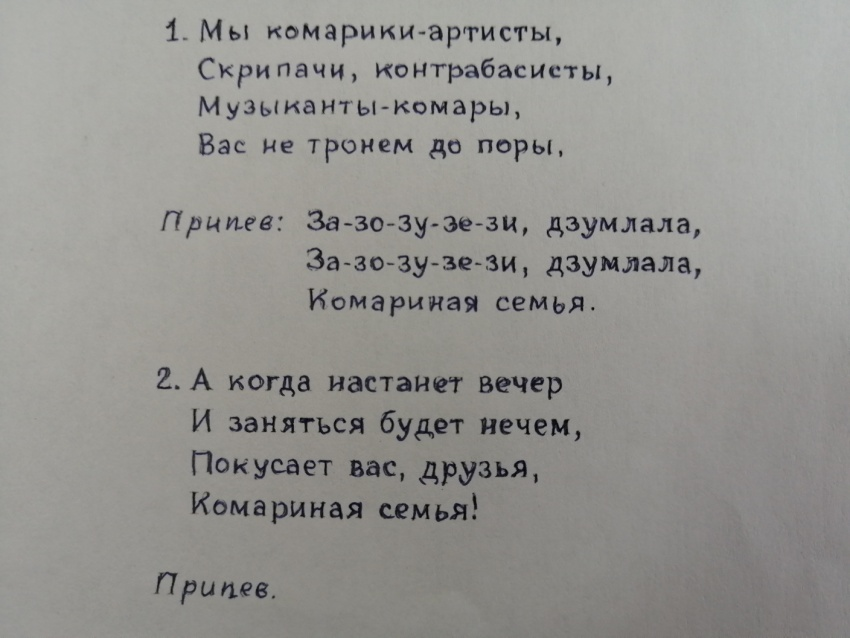 1. Мы комарики-артисты,
Скрипачи, контрабасисты,
Музыканты-комары,
Вас не тронем до поры,
Припев: За-зо-зу-зе-зи, дзумлала,
За-зо-зу-зе-зи, дзумлала,
Комариная семья.
2. А когда настанет вечер
И заняться будет нечем,
Покусает вас, друзья,
Комариная семья!
Припев.